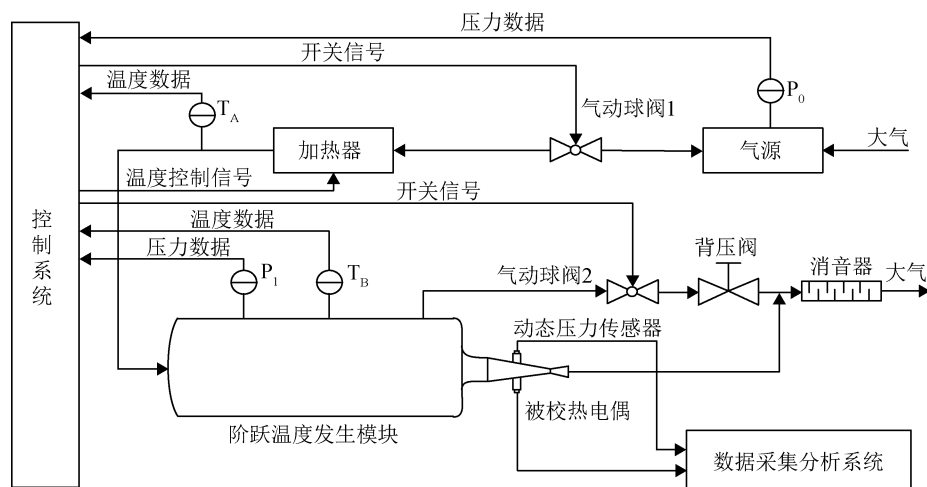 压力数据
开关信号
温度数据
T_A
气动球阀1
P_0
加热器
气源
大气
温度控制信号
开关信号
控制系统
温度数据
压力数据
P_1
T_B
气动球阀2
背压阀
消音器
大气
动态压力传感器
被校热电偶
阶跃温度发生模块
数据采集分析系统